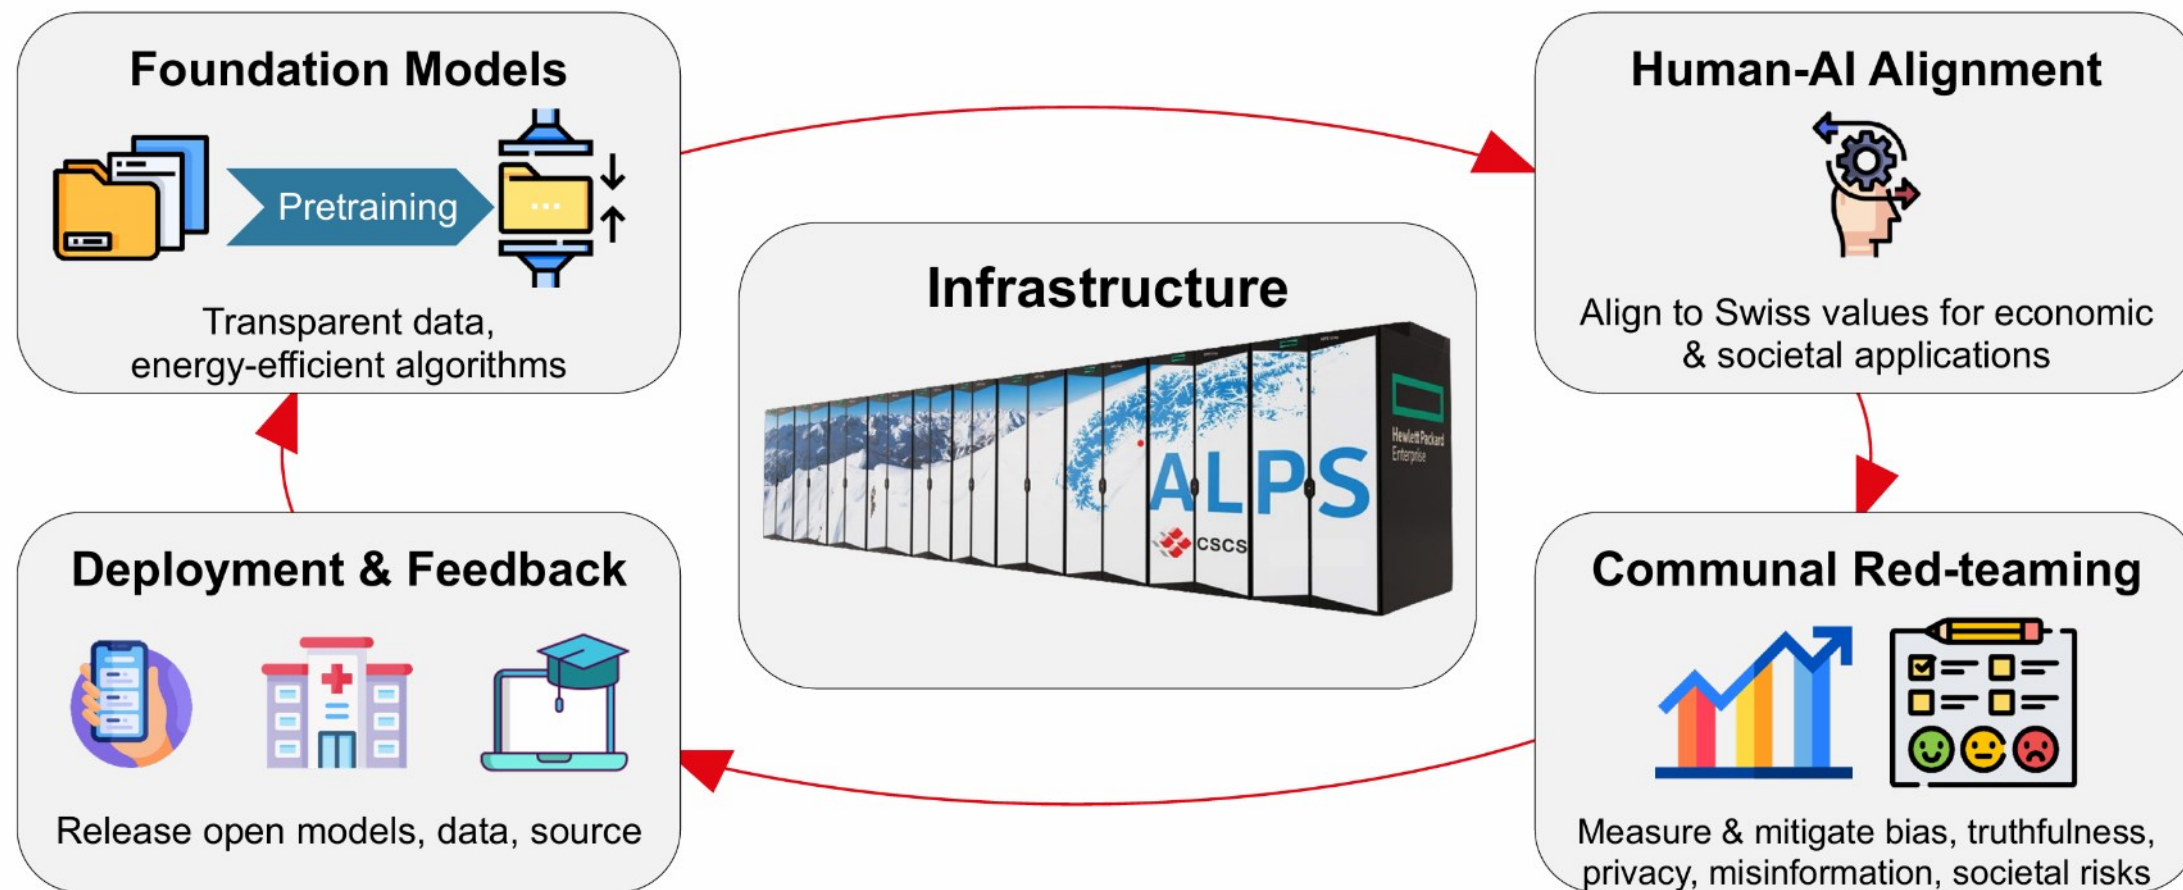 Foundation Models
Pretraining
Transparent data,
energy-efficient algorithms
Human-AI Alignment
Align to Swiss values for economic
& societal applications
Infrastructure
ALPS
CSCS
Hewlett Packard
Enterprise
Deployment & Feedback
Release open models, data, source
Communal Red-teaming
Measure & mitigate bias, truthfulness,
privacy, misinformation, societal risks